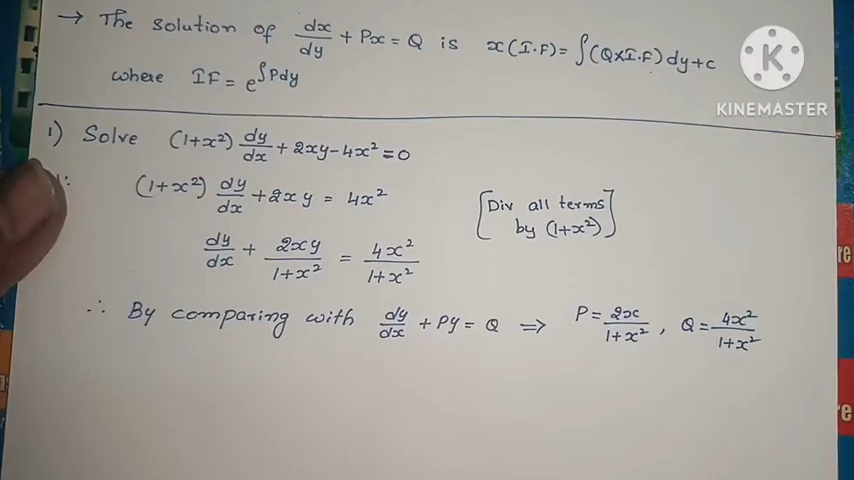 → The solution of dx/dy + Px = Q is x(I.F) = ∫(Q×I.F) dy + c
where IF = e^∫Pdy
K
KINEMASTER
1) Solve (1+x²) dy/dx + 2xy - 4x² = 0
(1+x²) dy/dx + 2xy = 4x²
[Div all terms
by (1+x²)]
dy/dx + 2xy/1+x² = 4x²/1+x²
∴ By comparing with dy/dx + Py = Q ⇒ P = 2x/1+x², Q = 4x²/1+x²